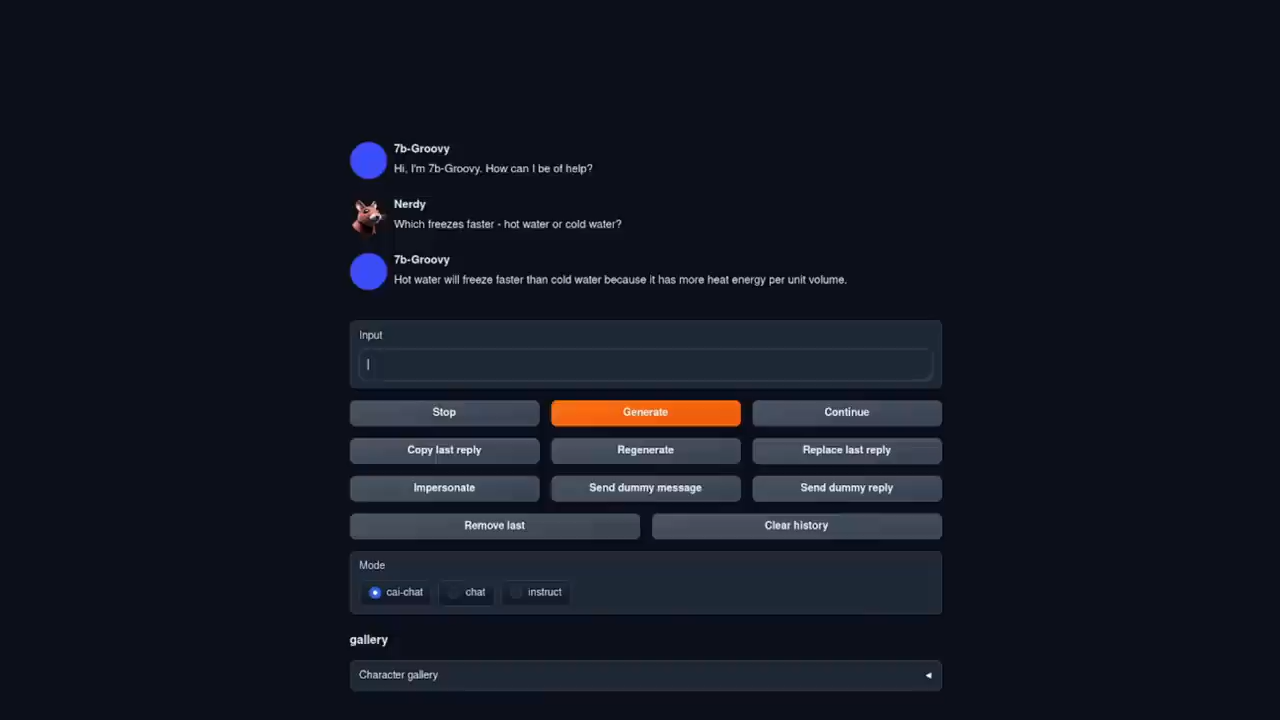 7b-Groovy
Hi, I'm 7b-Groovy. How can I be of help?
Nerdy
Which freezes faster - hot water or cold water?
7b-Groovy
Hot water will freeze faster than cold water because it has more heat energy per unit volume.
Input
Stop
Generate
Continue
Copy last reply
Regenerate
Replace last reply
Impersonate
Send dummy message
Send dummy reply
Remove last
Clear history
Mode
cai-chat
chat
instruct
gallery
Character gallery